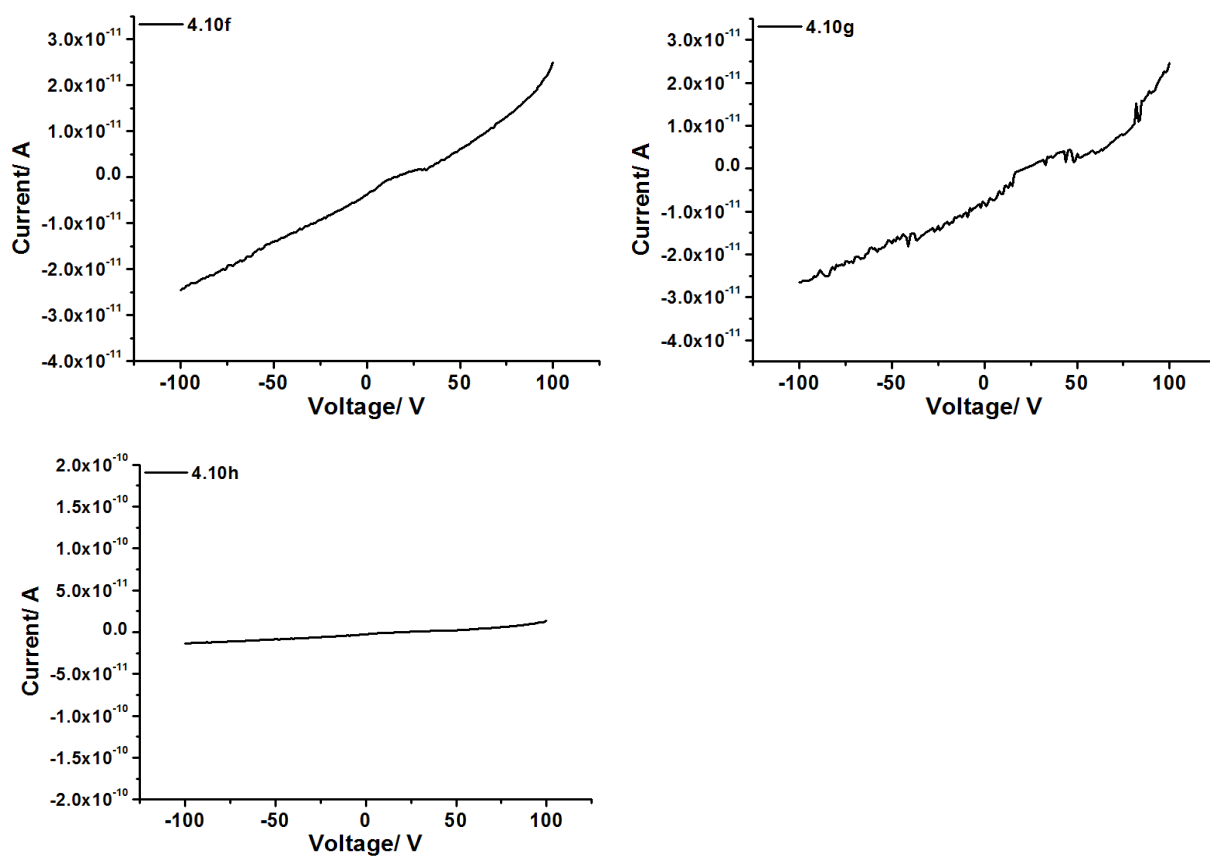 4.10f
3.0x10⁻¹¹
2.0x10⁻¹¹
1.0x10⁻¹¹
0.0
-1.0x10⁻¹¹
-2.0x10⁻¹¹
-3.0x10⁻¹¹
-4.0x10⁻¹¹
Current/ A
-100 -50 0 50 100
Voltage/ V
4.10g
3.0x10⁻¹¹
2.0x10⁻¹¹
1.0x10⁻¹¹
0.0
-1.0x10⁻¹¹
-2.0x10⁻¹¹
-3.0x10⁻¹¹
-4.0x10⁻¹¹
Current/ A
-100 -50 0 50 100
Voltage/ V
4.10h
2.0x10⁻¹⁰
1.5x10⁻¹⁰
1.0x10⁻¹⁰
5.0x10⁻¹¹
0.0
-5.0x10⁻¹¹
-1.0x10⁻¹⁰
-1.5x10⁻¹⁰
-2.0x10⁻¹⁰
Current/ A
-100 -50 0 50 100
Voltage/ V